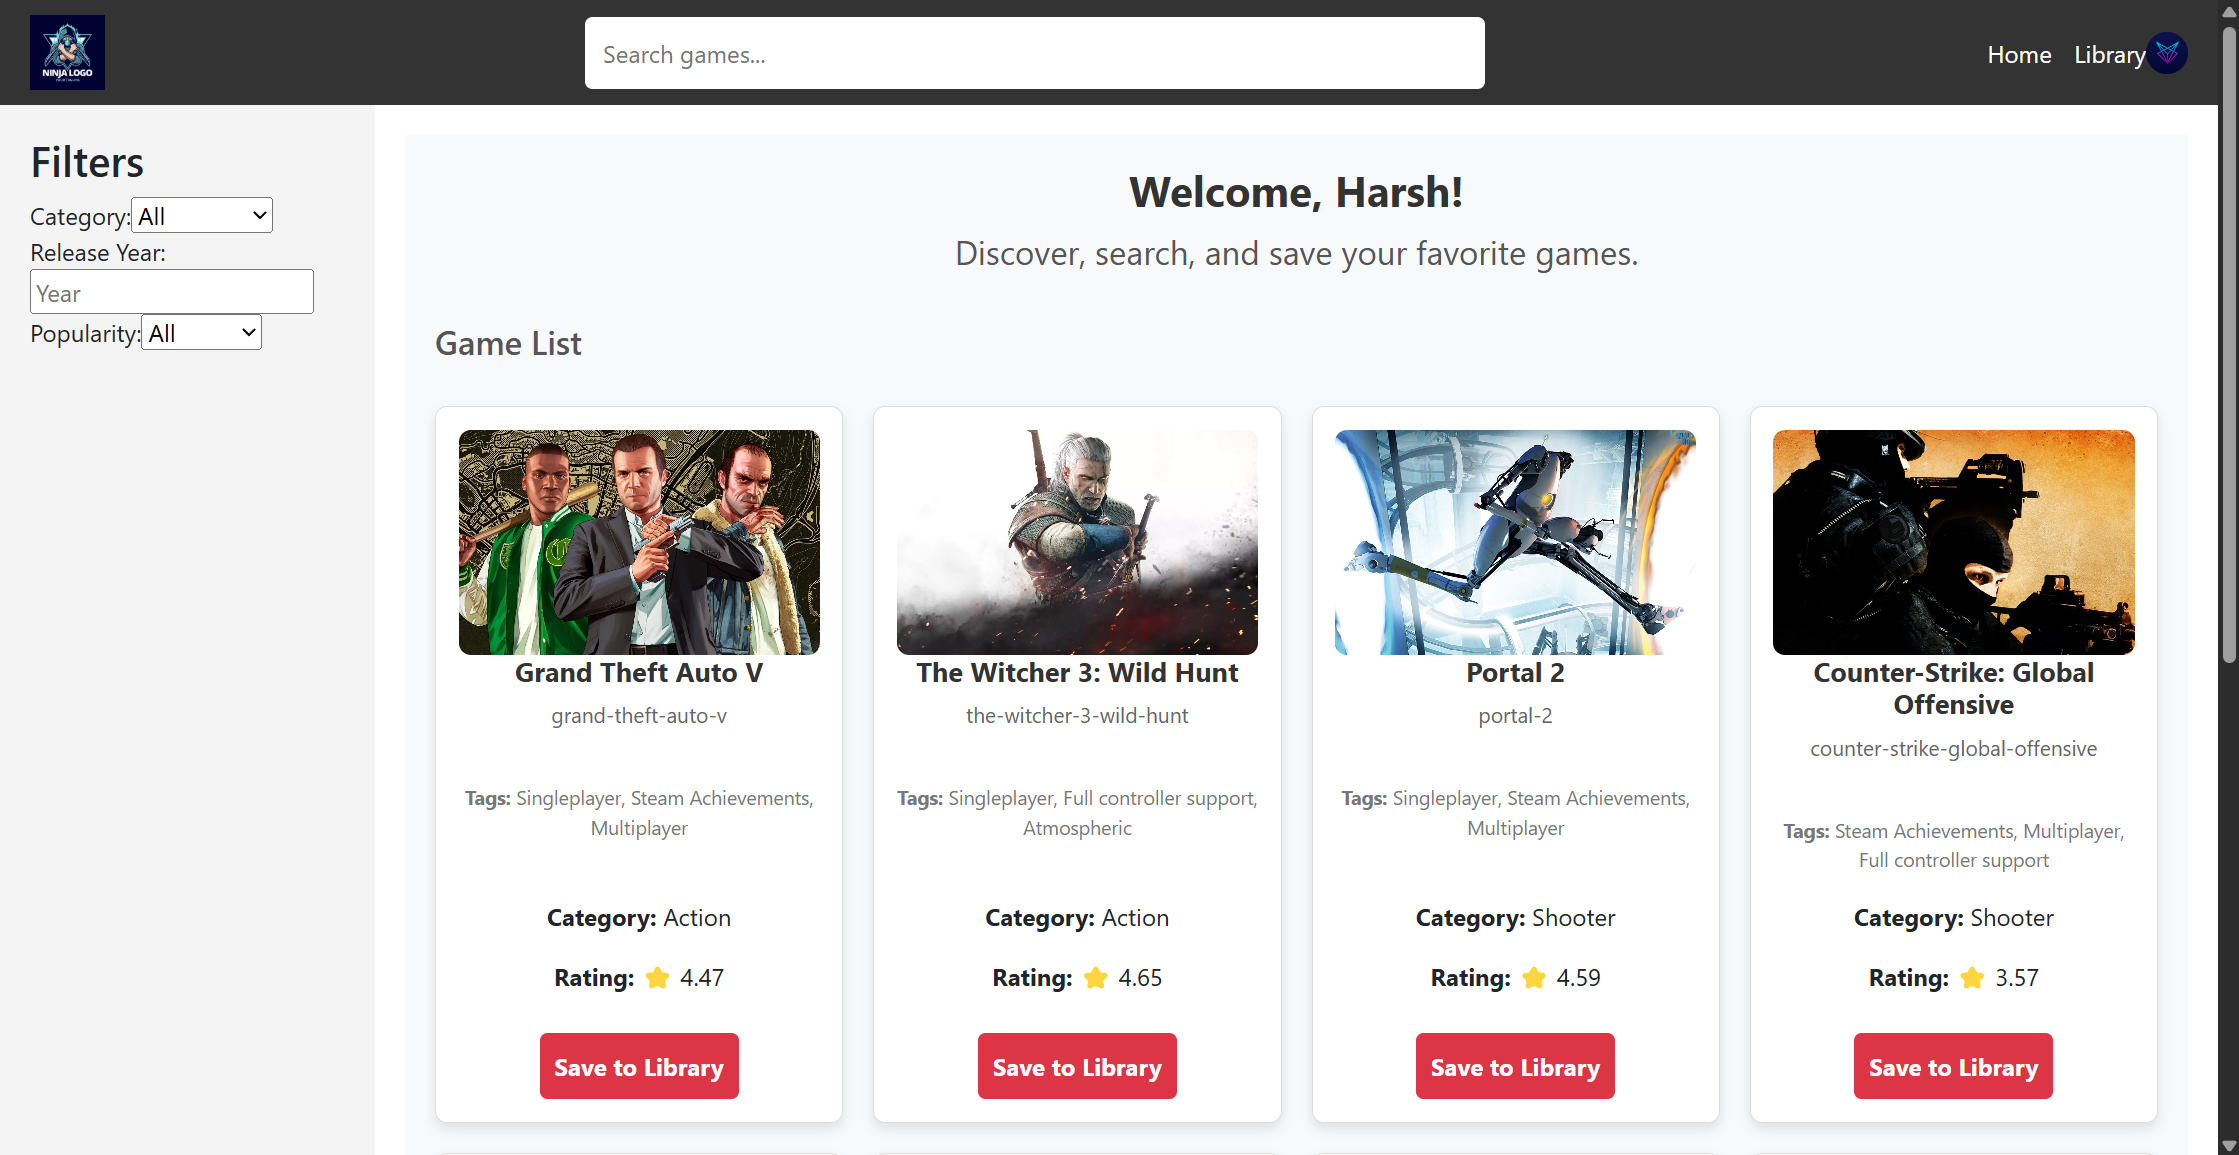 NINJA LOGO
Search games...
Home Library
Filters
Category: All
Release Year:
Year
Popularity: All
Welcome, Harsh!
Discover, search, and save your favorite games.
Game List
Grand Theft Auto V
grand-theft-auto-v
Tags: Singleplayer, Steam Achievements,
Multiplayer
Category: Action
Rating: ⭐ 4.47
Save to Library
The Witcher 3: Wild Hunt
the-witcher-3-wild-hunt
Tags: Singleplayer, Full controller support,
Atmospheric
Category: Action
Rating: ⭐ 4.65
Save to Library
Portal 2
portal-2
Tags: Singleplayer, Steam Achievements,
Multiplayer
Category: Shooter
Rating: ⭐ 4.59
Save to Library
Counter-Strike: Global
Offensive
counter-strike-global-offensive
Tags: Steam Achievements, Multiplayer,
Full controller support
Category: Shooter
Rating: ⭐ 3.57
Save to Library